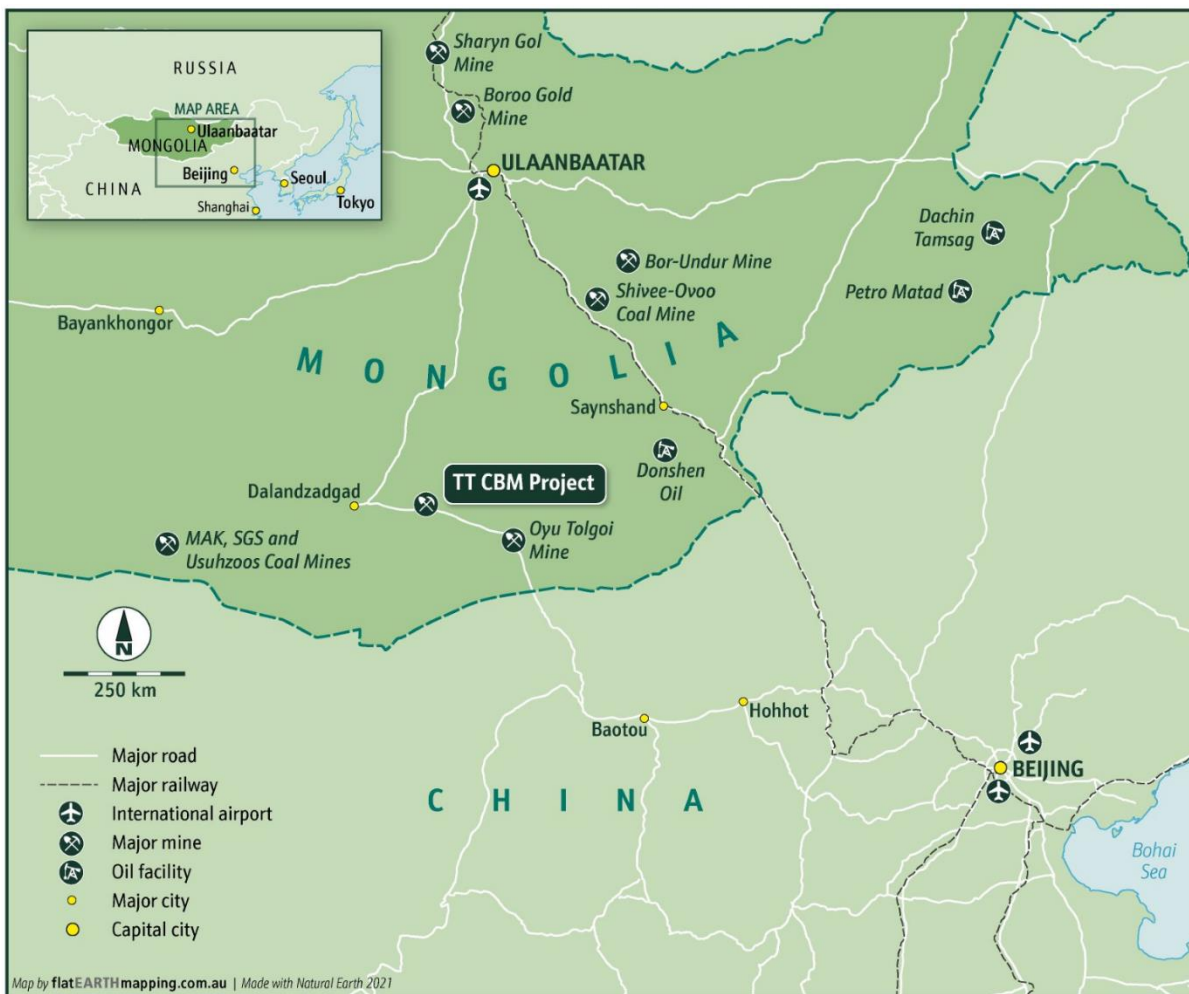 RUSSIA
MAP AREA
Ulaanbaatar
MONGOLIA
Beijing
CHINA
Seoul
Shanghai
Tokyo
Sharyn Gol
Mine
Boroo Gold
Mine
ULAANBAATAR
Dachin
Tamsag
Bor-Undur Mine
Shivee-Ovoo
Coal Mine
Petro Matad
Bayankhongor
MONGOLIA
Saynshand
Donshen
Oil
TT CBM Project
Dalandzadgad
Oyu Tolgoi
Mine
MAK, SGS and
Usuhzoos Coal Mines
N
250 km
Hohhot
Baotou
BEIJING
CHINA
Bohai
Sea
Major road
Major railway
International airport
Major mine
Oil facility
Major city
Capital city
Map by flatEARTHmapping.com.au | Made with Natural Earth 2021